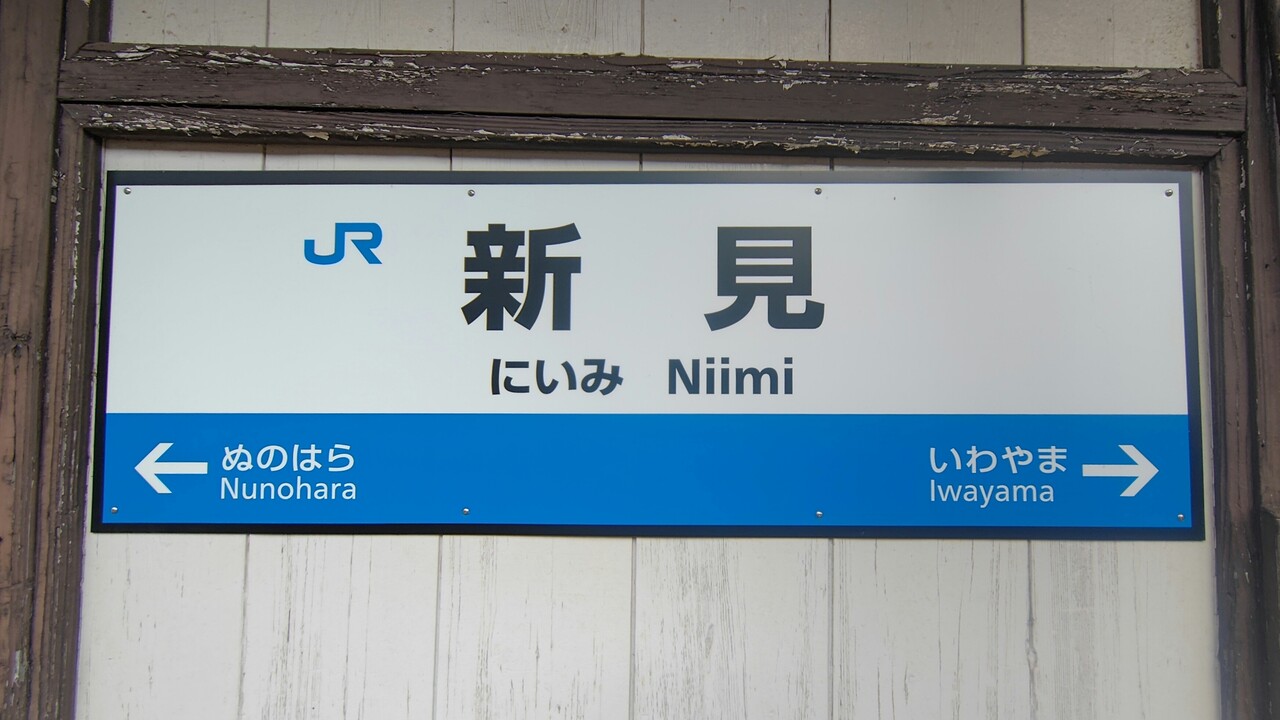 JR 新見
にいみ Niimi
← ぬのはら いわやま →
Nunohara Iwayama